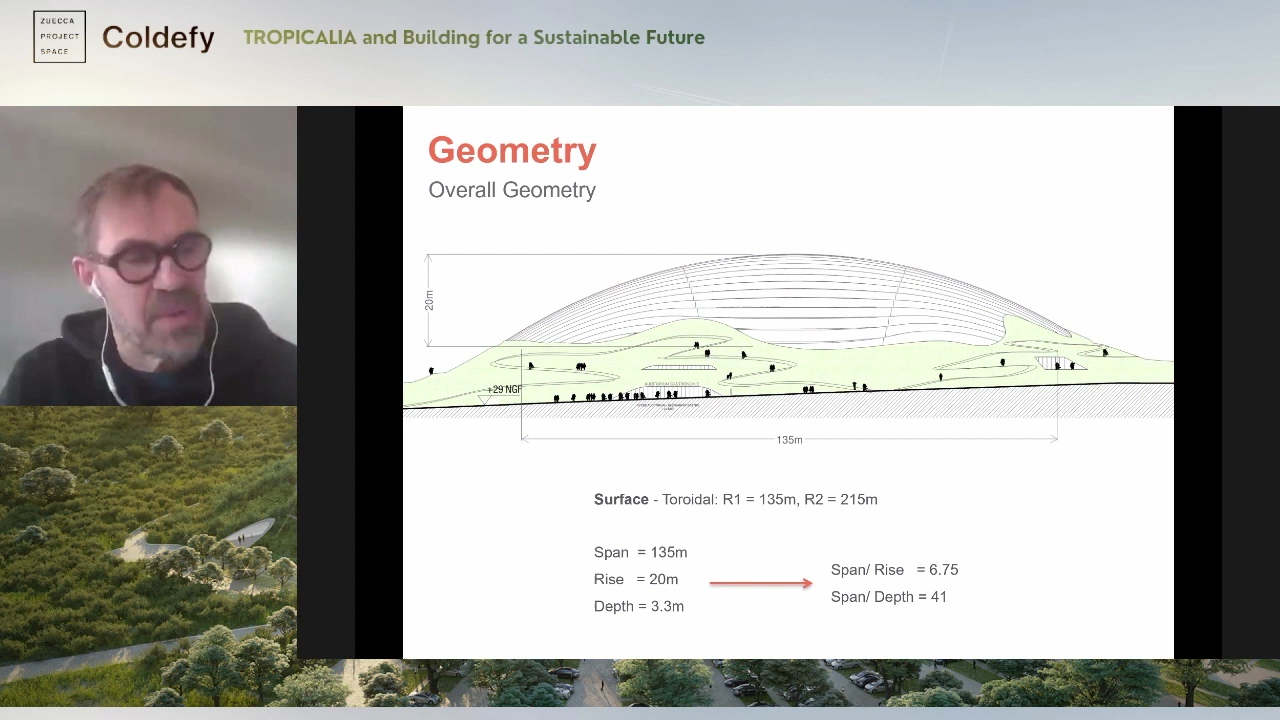 ZUECCA
PROJECT
SPACE
Coldefy
TROPICALIA and Building for a Sustainable Future
Geometry
Overall Geometry
20m
+29 NGF
135m
Surface - Toroidal: R1 = 135m, R2 = 215m
Span = 135m
Rise = 20m
Depth = 3.3m
Span/ Rise = 6.75
Span/ Depth = 41